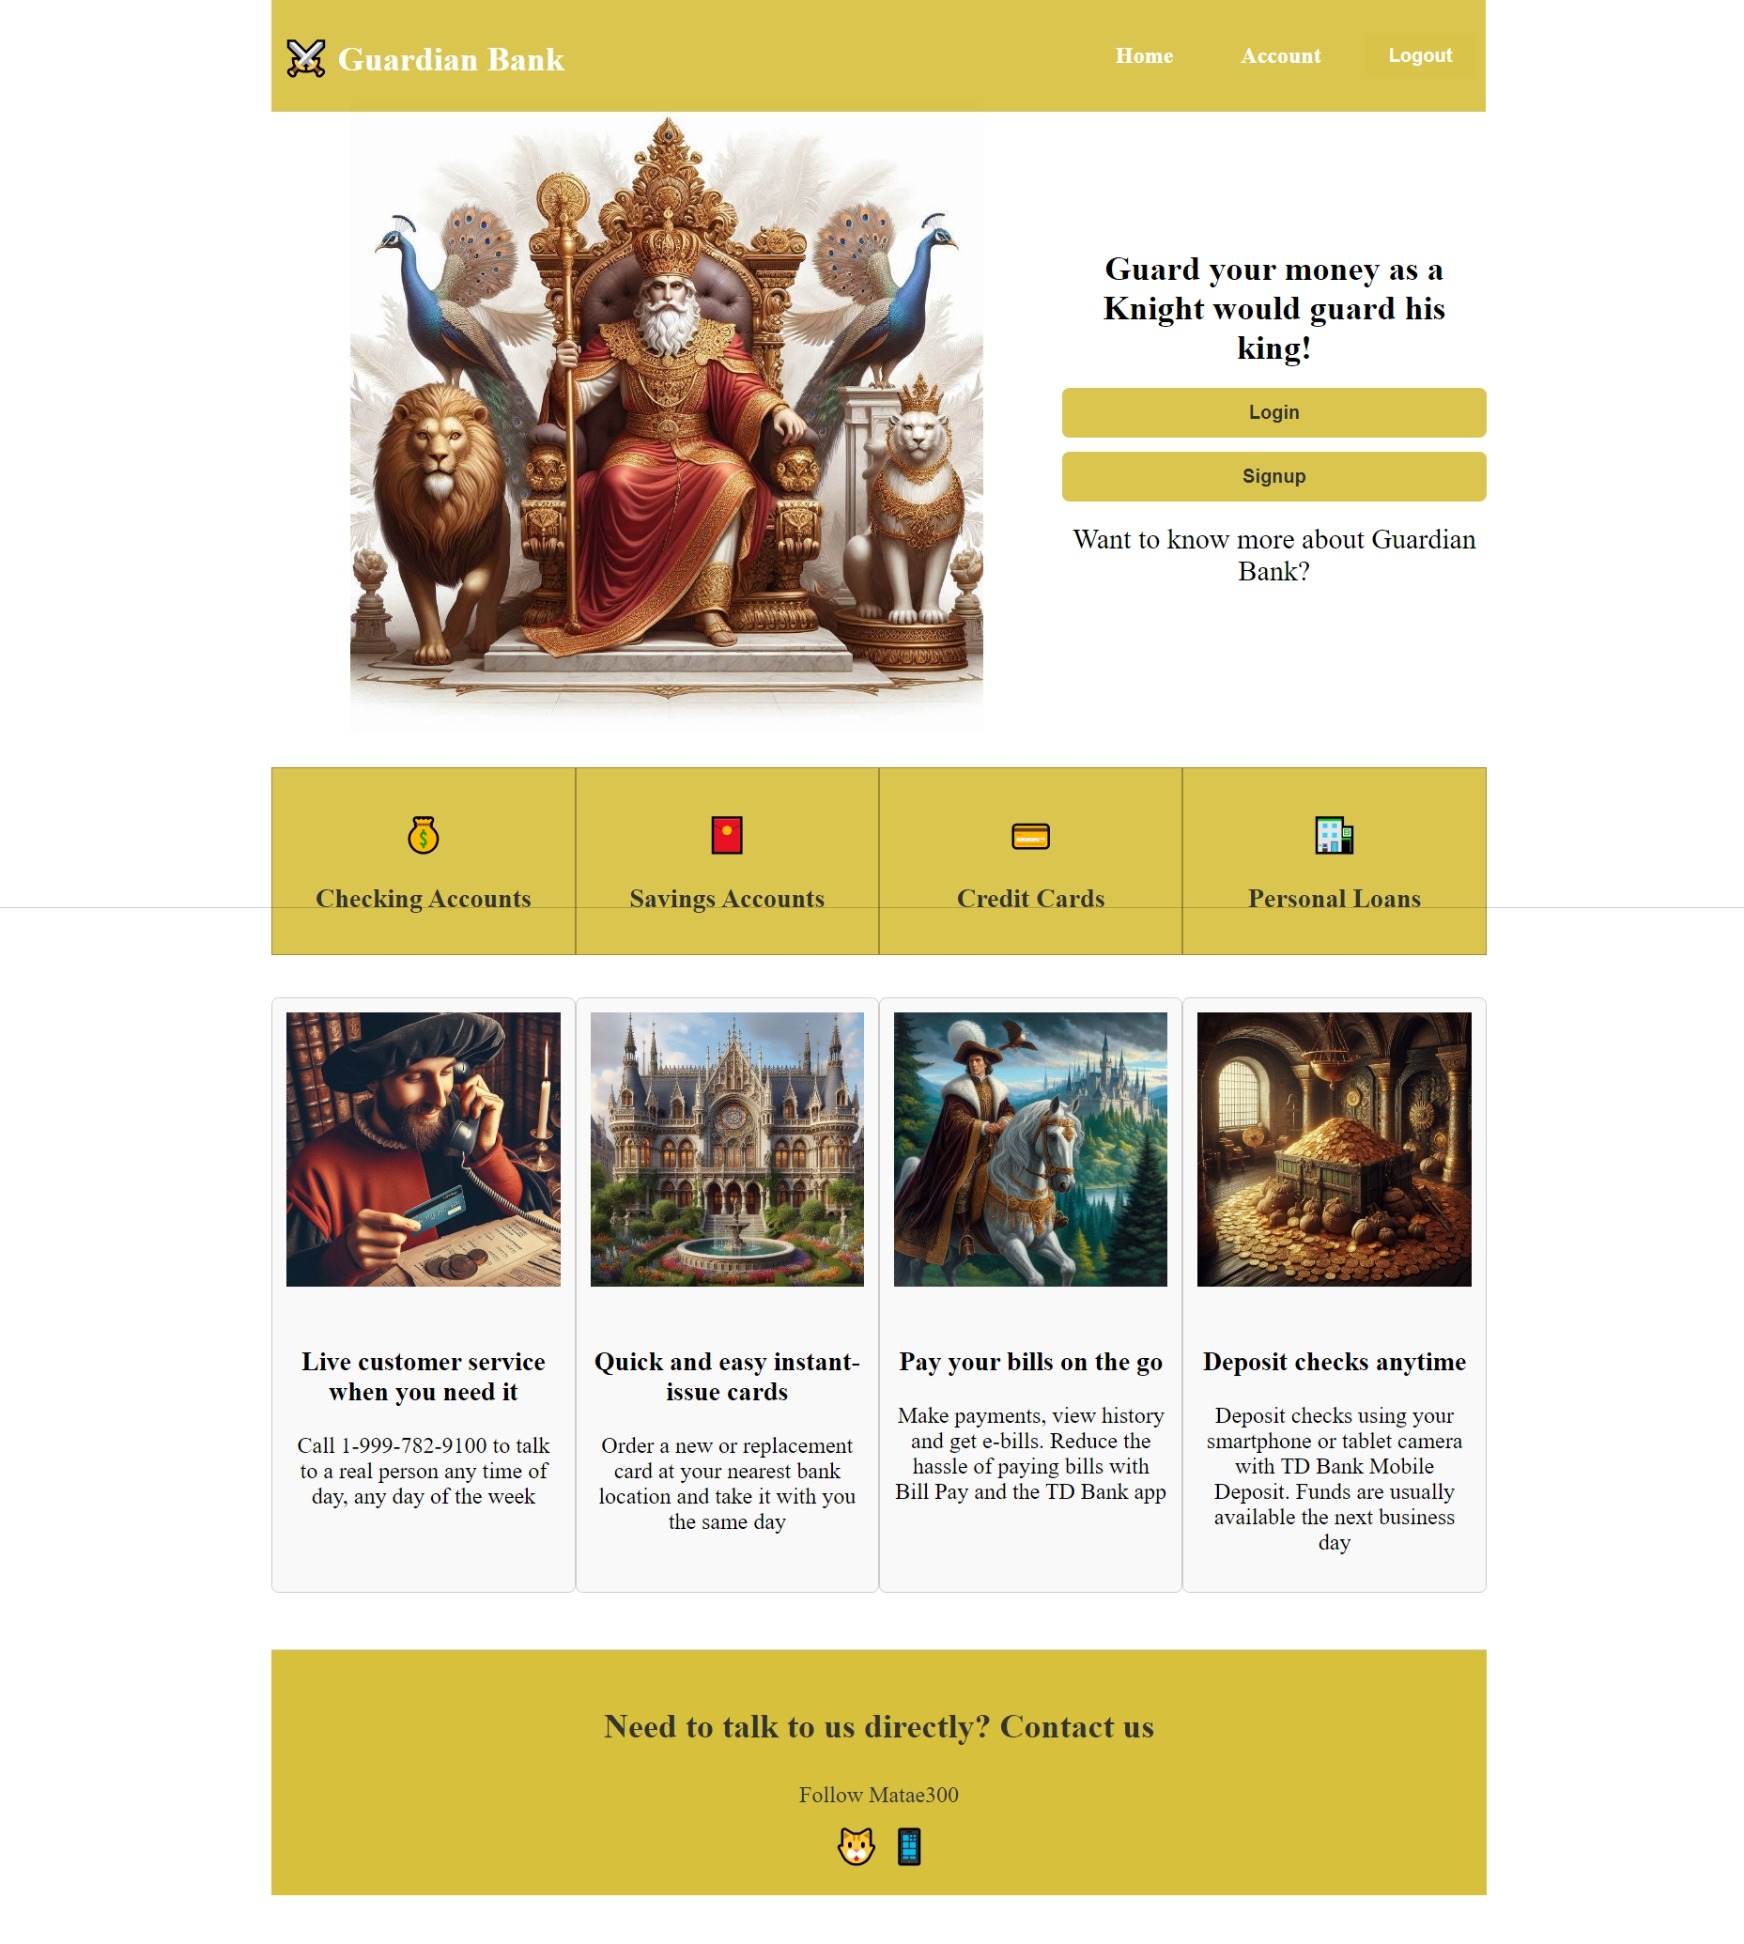 Guardian Bank
Home
Account
Logout
Guard your money as a
Knight would guard his
king!
Login
Signup
Want to know more about Guardian
Bank?
Checking Accounts
Savings Accounts
Credit Cards
Personal Loans
Live customer service
when you need it
Call 1-999-782-9100 to talk
to a real person any time of
day, any day of the week
Quick and easy instant-
issue cards
Order a new or replacement
card at your nearest bank
location and take it with you
the same day
Pay your bills on the go
Make payments, view history
and get e-bills. Reduce the
hassle of paying bills with
Bill Pay and the TD Bank app
Deposit checks anytime
Deposit checks using your
smartphone or tablet camera
with TD Bank Mobile
Deposit. Funds are usually
available the next business
day
Need to talk to us directly? Contact us
Follow Matae300